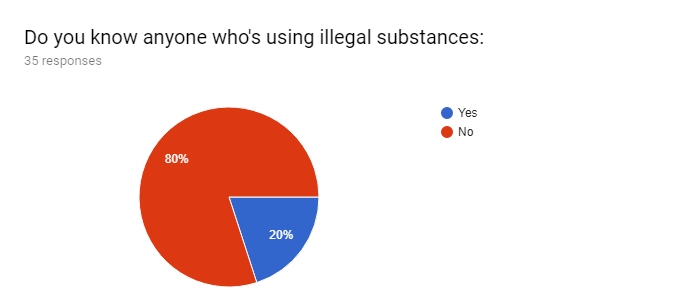 Do you know anyone who's using illegal substances:
35 responses
Yes
No
80%
20%